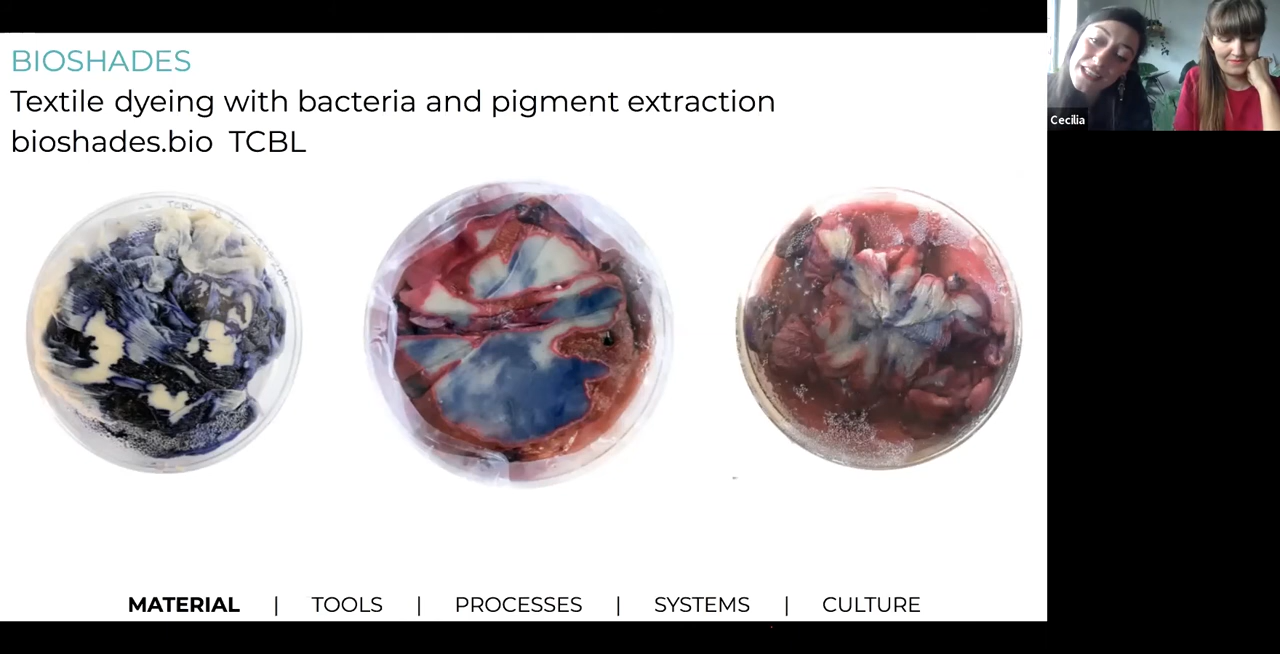 BIOSHADES
Textile dyeing with bacteria and pigment extraction
bioshades.bio TCBL
MATERIAL | TOOLS | PROCESSES | SYSTEMS | CULTURE
Cecilia